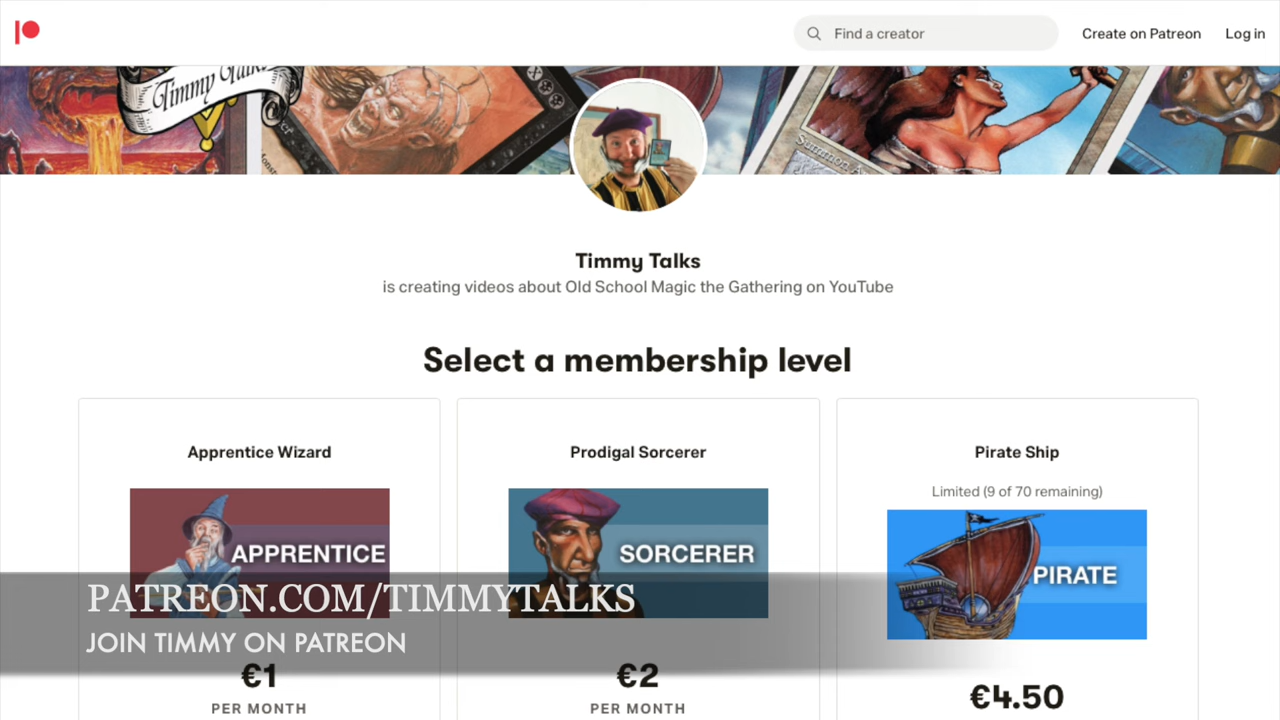 Find a creator
Create on Patreon
Log in
Timmy Talks
Summon A
Timmy Talks
is creating videos about Old School Magic the Gathering on YouTube
Select a membership level
Apprentice Wizard
Prodigal Sorcerer
Pirate Ship
Limited (9 of 70 remaining)
APPRENTICE
SORCERER
PIRATE
PATREON.COM/TIMMYTALKS
JOIN TIMMY ON PATREON
€1
€2
€4.50
PER MONTH
PER MONTH